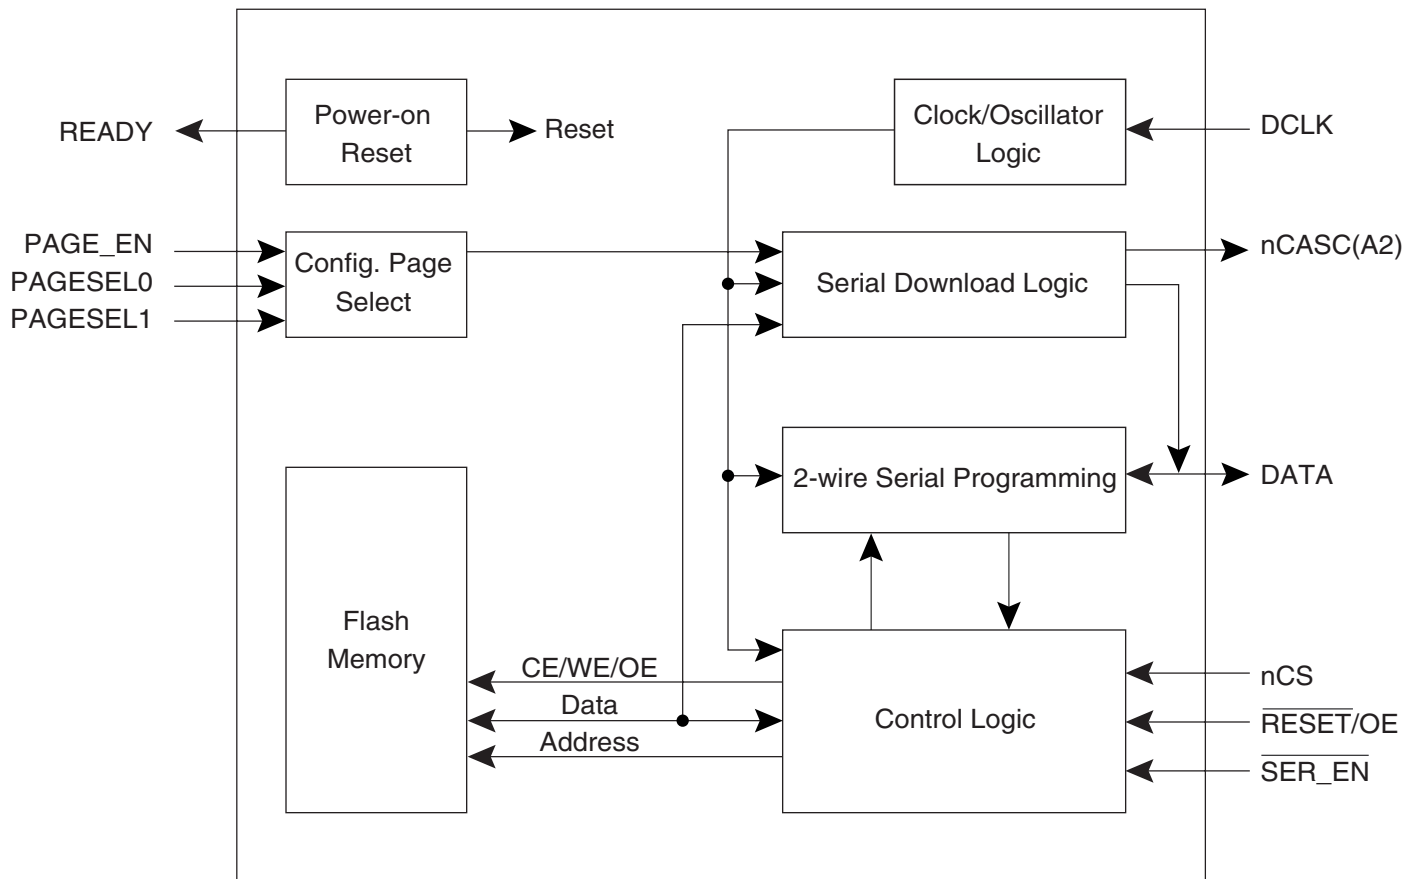 READY
Power-on
Reset
Reset
Clock/Oscillator
Logic
DCLK
PAGE_EN
PAGESEL0
PAGESEL1
Config. Page
Select
Serial Download Logic
nCASC(A2)
2-wire Serial Programming
DATA
Flash
Memory
CE/WE/OE
Data
Address
Control Logic
nCS
RESET/OE
SER_EN